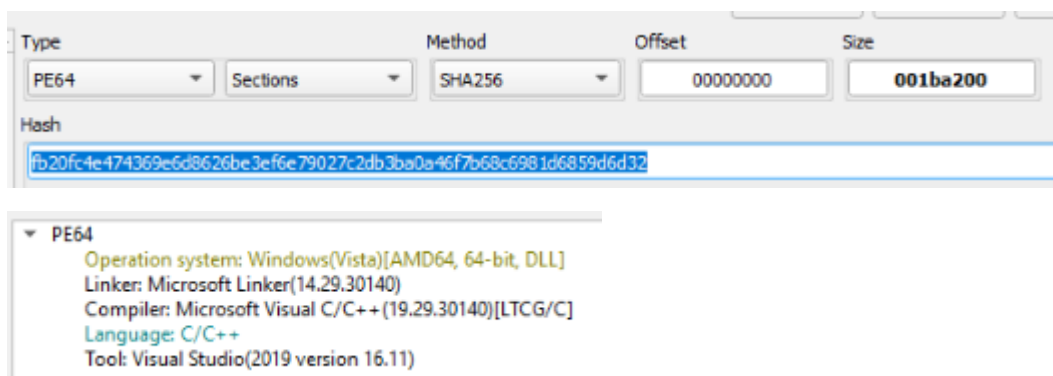 Type Method Offset Size
PE64 Sections SHA256 00000000 001ba200
Hash
fb20fc4e474369e6d8626be3ef6e79027c2db3ba0a46f7b68c6981d6859d6d32
PE64
Operation system: Windows(Vista)[AMD64, 64-bit, DLL]
Linker: Microsoft Linker(14.29.30140)
Compiler: Microsoft Visual C/C++(19.29.30140)[LTCG/C]
Language: C/C++
Tool: Visual Studio(2019 version 16.11)